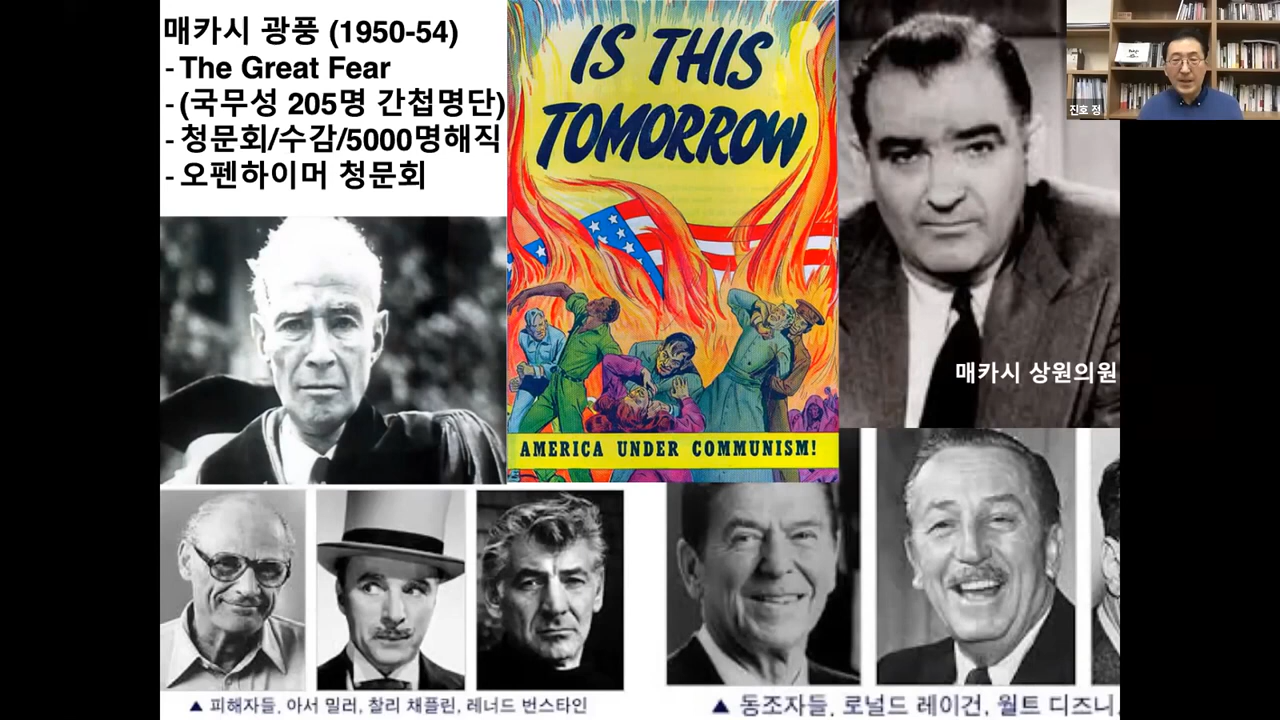 매카시 광풍 (1950-54)
- The Great Fear
- (국무성 205명 간첩명단)
- 청문회/수감/5000명해직
- 오펜하이머 청문회
IS THIS
TOMORROW
AMERICA UNDER COMMUNISM!
매카시 상원의원
진호 정
▲ 피해자들, 아서 밀러, 찰리 채플린, 레너드 번스타인
▲ 동조자들, 로널드 레이건, 월트 디즈니,